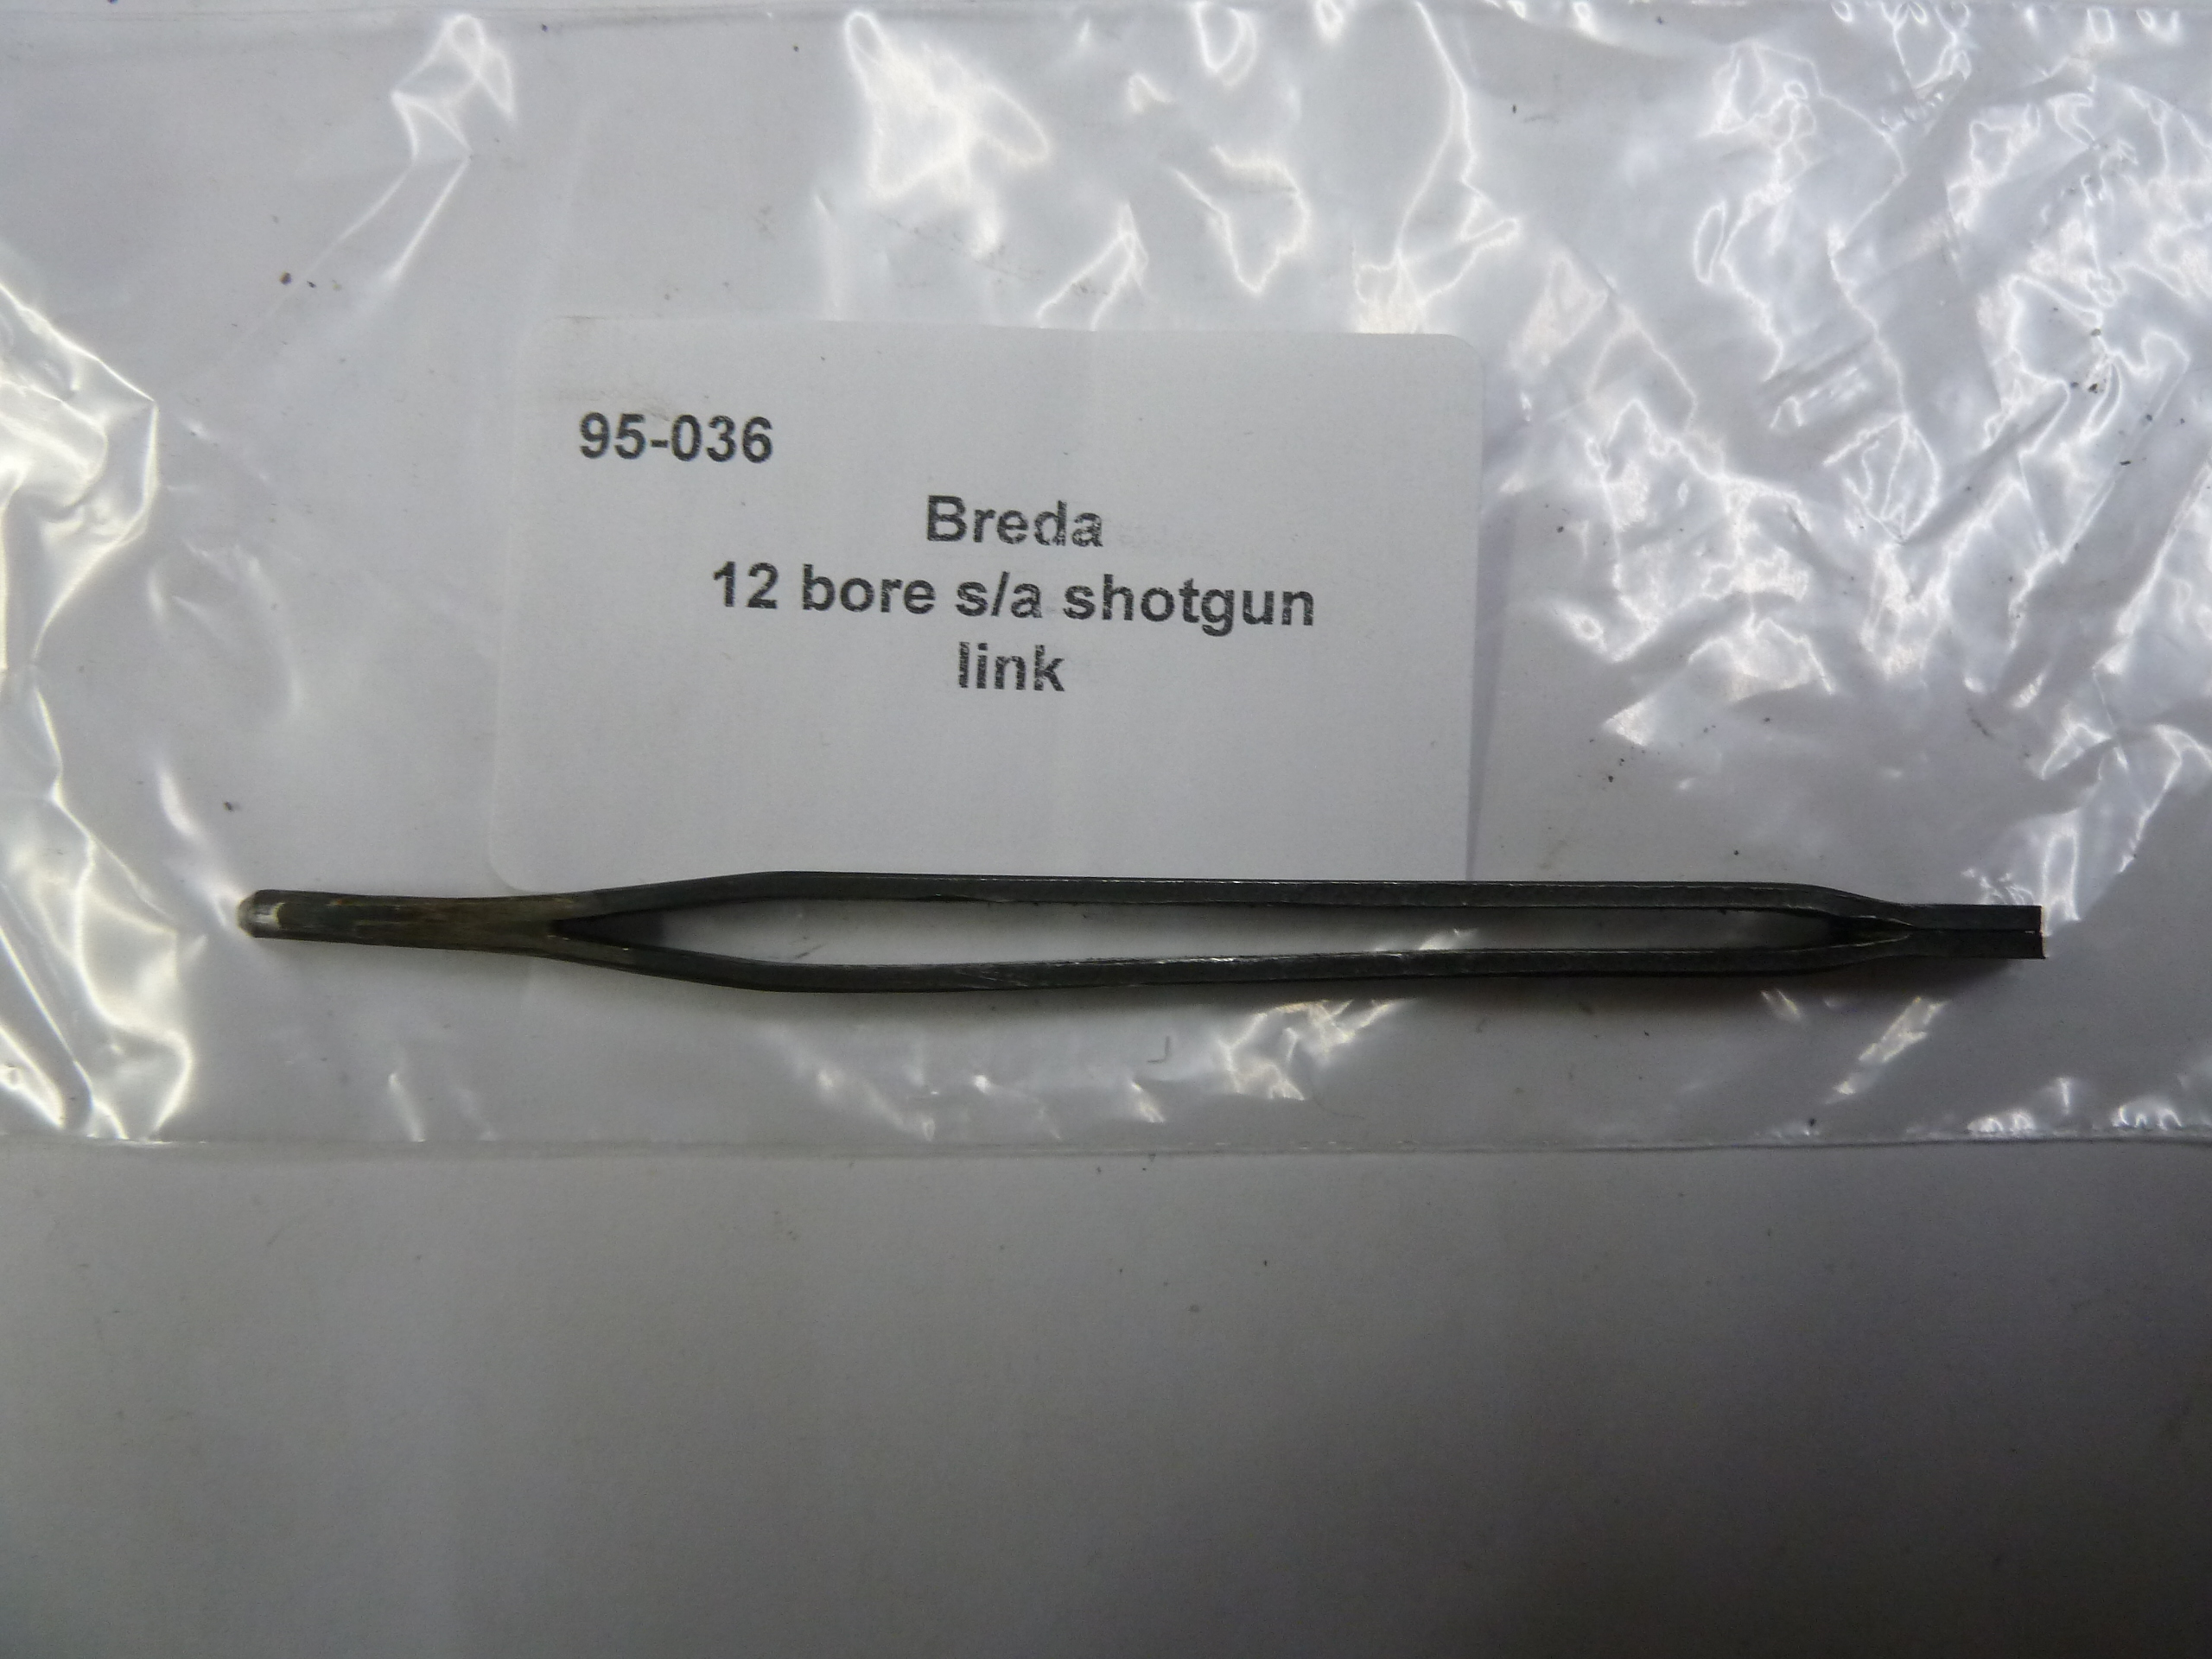 95-036
Breda
12 bore s/a shotgun
link